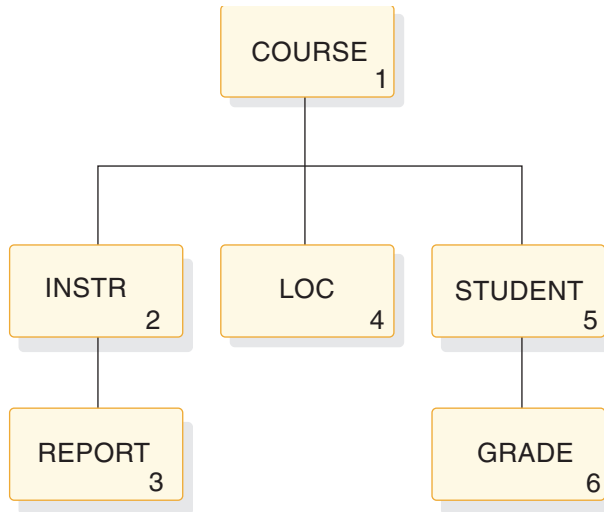 COURSE
1
INSTR
2
LOC
4
STUDENT
5
REPORT
3
GRADE
6